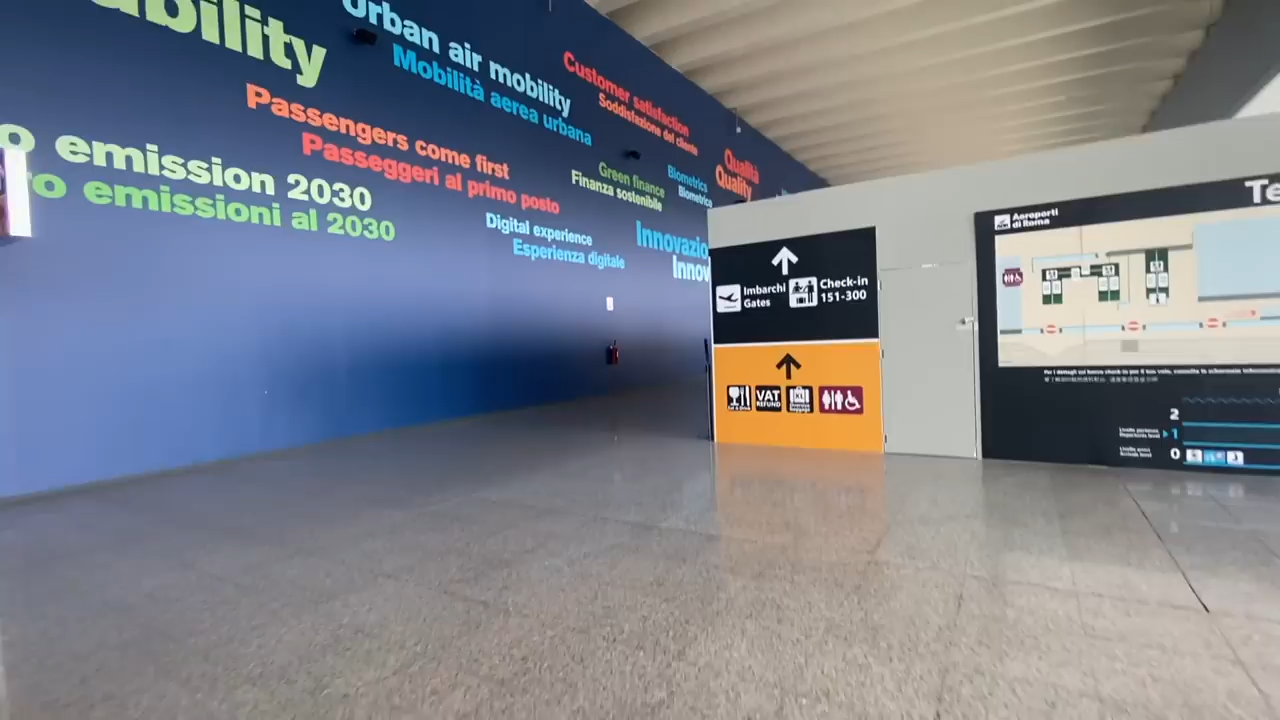 ability
Urban air mobility
Mobilità aerea urbana
Customer satisfaction
Soddisfazione del cliente
Passengers come first
Passeggeri al primo posto
o emission 2030
ro emissioni al 2030
Green finance
Finanza sostenibile
Biometrics
Biometrico
Qualità
Quality
Digital experience
Esperienza digitale
Innovazio
Innov
Imbarchi
Gates
Check-in
151-300
VAT
REFUND
Aeroporti
di Roma
Te
2
1
0